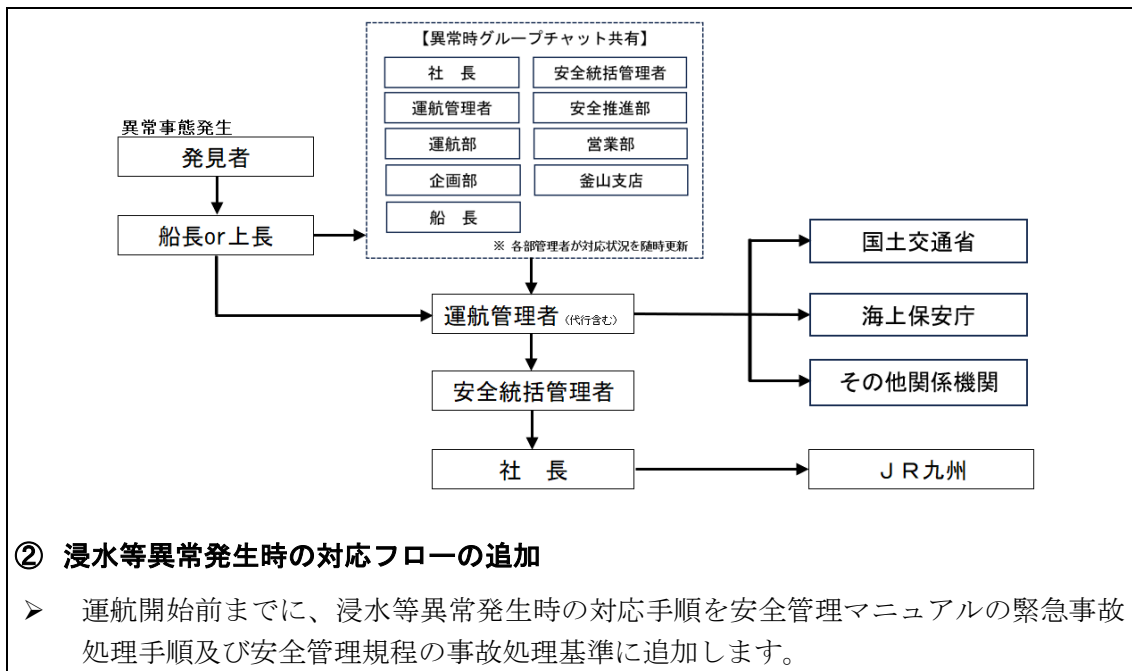 【異常時グループチャット共有】
社　長
安全統括管理者
運航管理者
安全推進部
運航部
営業部
企画部
釜山支店
船　長
※ 各部管理者が対応状況を随時更新
異常事態発生
発見者
船長or上長
運航管理者（代行含む）
安全統括管理者
社　長
国土交通省
海上保安庁
その他関係機関
ＪＲ九州
② 浸水等異常発生時の対応フローの追加
➢ 運航開始前までに、浸水等異常発生時の対応手順を安全管理マニュアルの緊急事故
処理手順及び安全管理規程の事故処理基準に追加します。